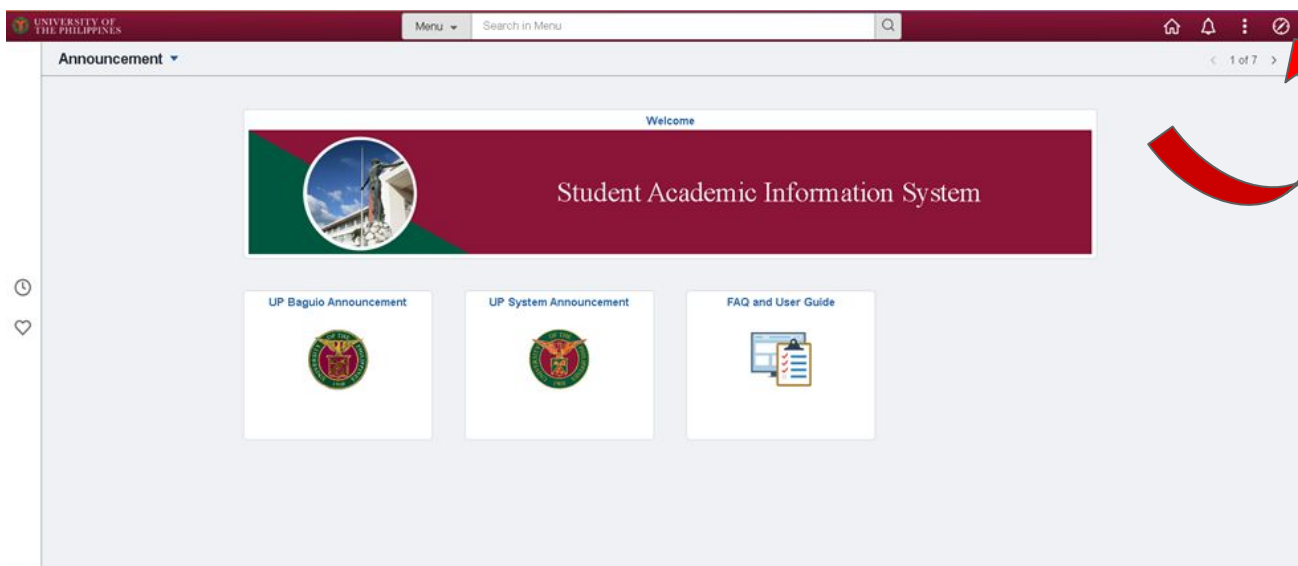 UNIVERSITY OF
THE PHILIPPINES
Menu
Search in Menu
Announcement
1 of 7
Welcome
Student Academic Information System
UP Baguio Announcement
UP System Announcement
FAQ and User Guide